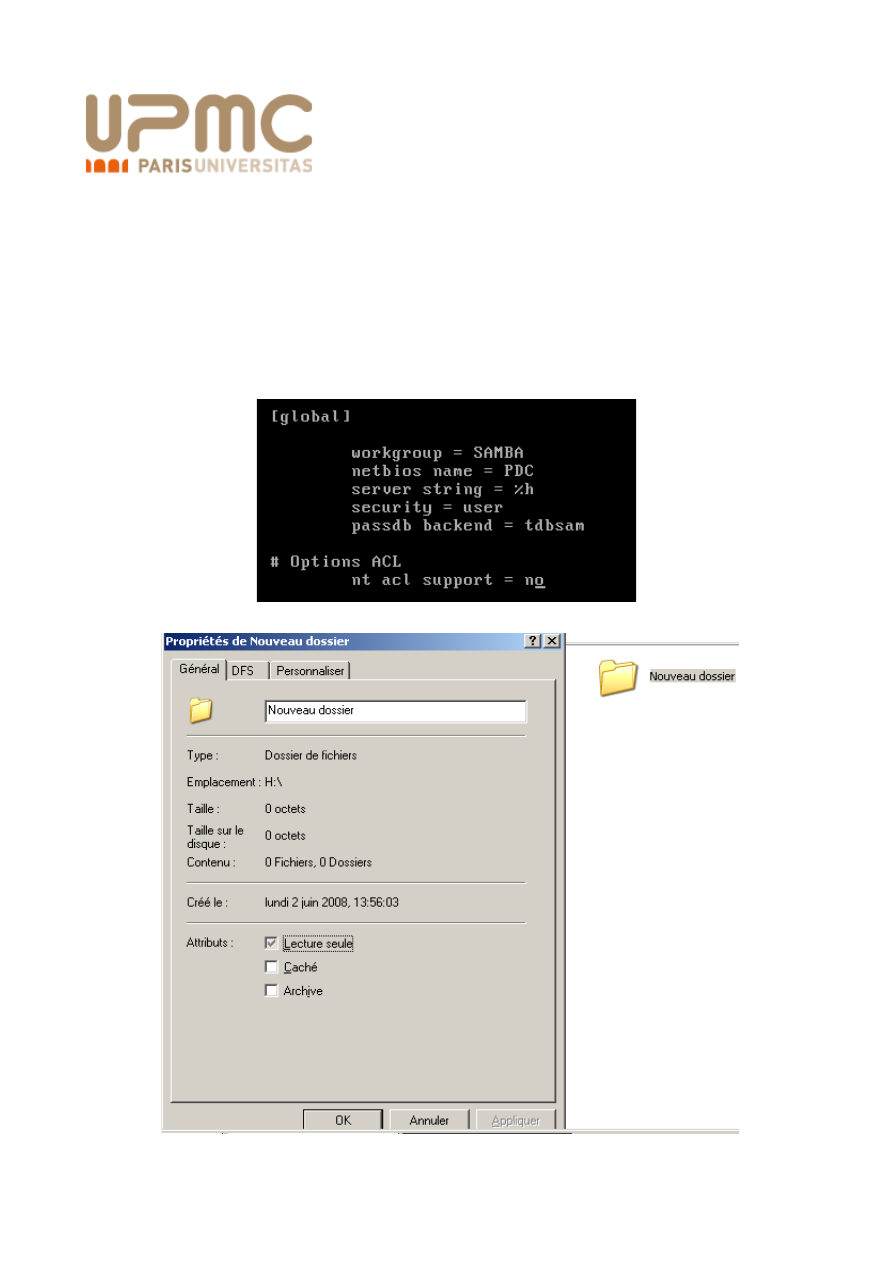 UPMC
PARISUNIVERSITAS
[global]
workgroup = SAMBA
netbios name = PDC
server string = %h
security = user
passdb backend = tdbsam
# Options ACL
nt acl support = no
Propriétés de Nouveau dossier
Général DFS Personnaliser
Nouveau dossier
Nouveau dossier
Type : Dossier de fichiers
Emplacement : H:\
Taille : 0 octets
Taille sur le disque : 0 octets
Contenu : 0 Fichiers, 0 Dossiers
Créé le : lundi 2 juin 2008, 13:56:03
Attributs : Lecture seule
Caché
Archive
OK Annuler Appliquer